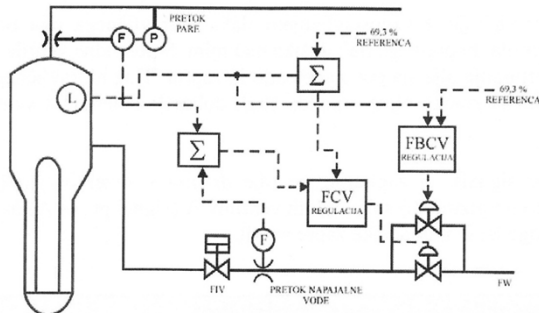 PRETOK
PARE
F
P
69,3 %
REFERENCA
L
Σ
69,3 %
REFERENCA
Σ
FBCV
REGULACIJA
FCV
REGULACIJA
F
FIV
PRETOK NAPAJALNE
VODE
FW